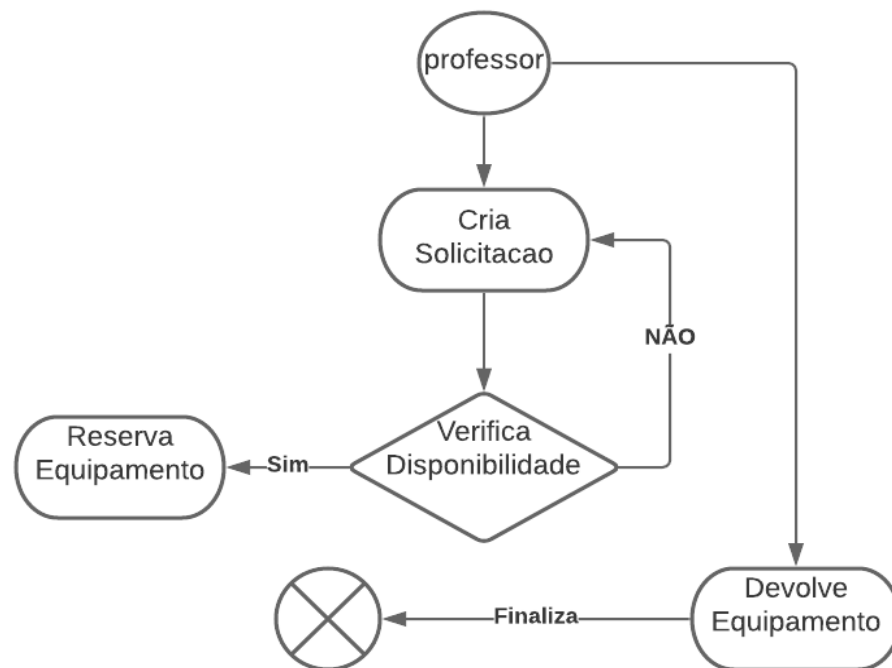 professor
Cria
Solicitacao
NÃO
Verifica
Disponibilidade
Sim
Reserva
Equipamento
Devolve
Equipamento
Finaliza